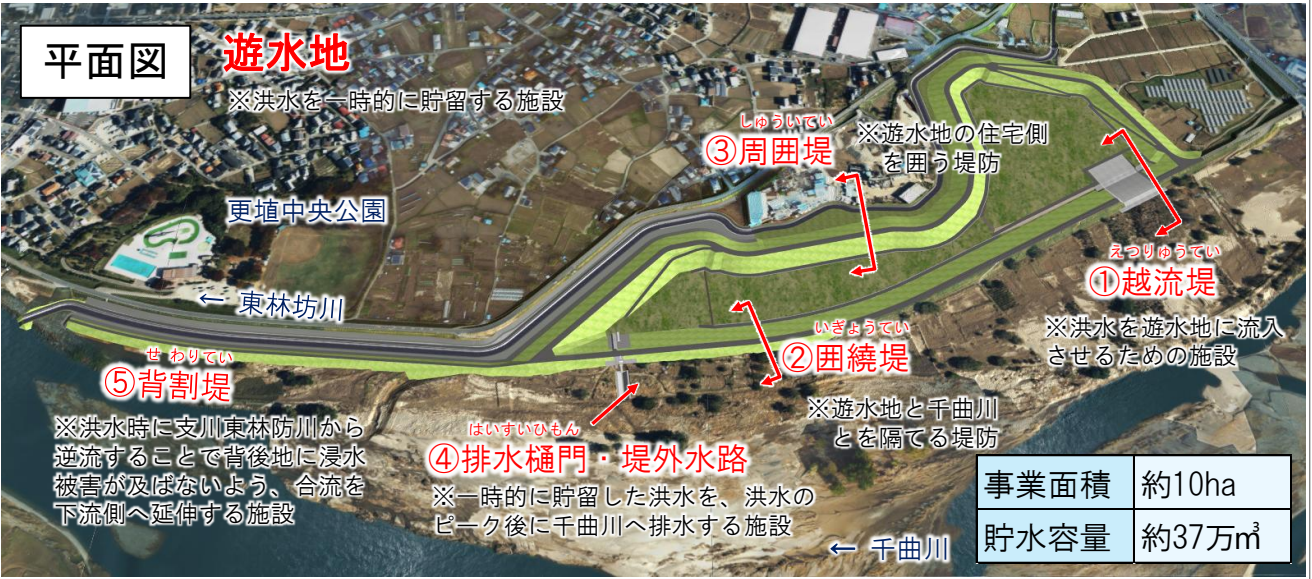 平面図
遊水地
※洪水を一時的に貯留する施設
しゅういてい
③周囲堤
※遊水地の住宅側
を囲う堤防
更埴中央公園
← 東林坊川
えつりゅうてい
①越流堤
※洪水を遊水地に流入
させるための施設
いぎょうてい
②囲繞堤
※遊水地と千曲川
とを隔てる堤防
せ わりてい
⑤背割堤
※洪水時に支川東林防川から
逆流することで背後地に浸水
被害が及ばないよう、合流を
下流側へ延伸する施設
はいすいひもん
④排水樋門・堤外水路
※一時的に貯留した洪水を、洪水の
ピーク後に千曲川へ排水する施設
← 千曲川
事業面積 約10ha
貯水容量 約37万㎥